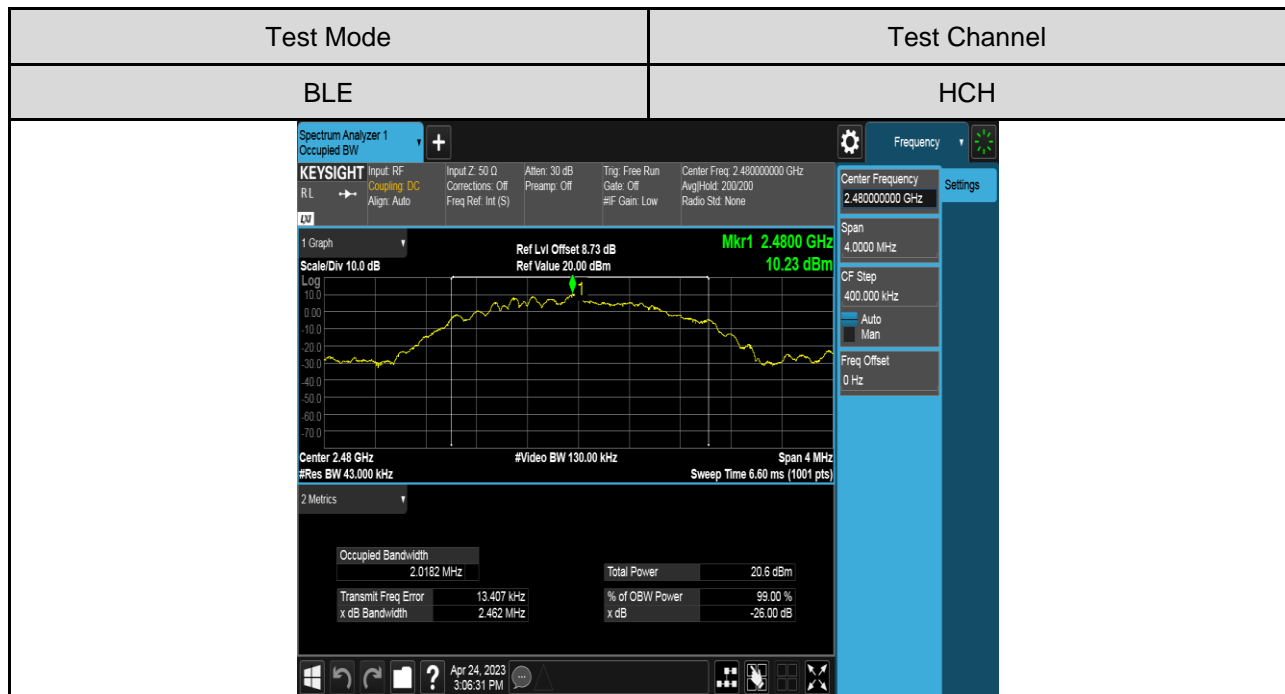 Test Mode Test Channel
BLE HCH
Spectrum Analyzer 1
Occupied BW
+
Frequency
KEYSIGHT Input: RF Input Z: 50 Ω Atten: 30 dB Trig: Free Run Center Freq: 2.480000000 GHz
RL Coupling: DC Corrections: Off Preamp: Off Gate: Off Avg|Hold: 200/200
Align: Auto Freq Ref: Int (S) #IF Gain: Low Radio Std: None
LXI
Center Frequency
2.480000000 GHz
Settings
Span
4.0000 MHz
CF Step
400.000 kHz
Auto
Man
Freq Offset
0 Hz
1 Graph Ref Lvl Offset 8.73 dB Mkr1 2.4800 GHz
Scale/Div 10.0 dB Ref Value 20.00 dBm 10.23 dBm
Log
1
10.0
0.00
-10.0
-20.0
-30.0
-40.0
-50.0
-60.0
-70.0
Center 2.48 GHz #Video BW 130.00 kHz Span 4 MHz
#Res BW 43.000 kHz Sweep Time 6.60 ms (1001 pts)
2 Metrics
Occupied Bandwidth
2.0182 MHz Total Power 20.6 dBm
Transmit Freq Error 13.407 kHz % of OBW Power 99.00 %
x dB Bandwidth 2.462 MHz x dB -26.00 dB
? Apr 24, 2023
3:06:31 PM